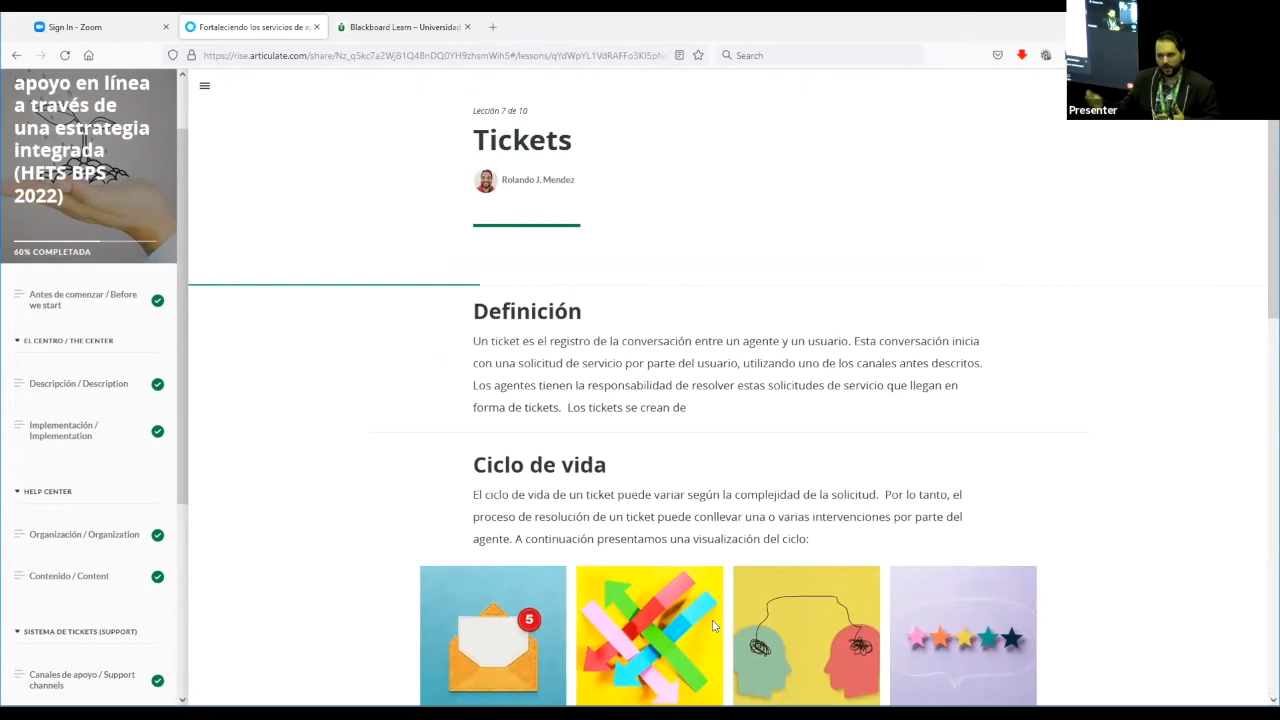 Sign In - Zoom
Fortaleciendo los servicios de a
Blackboard Learn – Universidad
https://rise.articulate.com/share/Nz_q5kc7a2Wj81Q4BnDQ0YH9zhsmWih5#/lessons/qYdWpYL1VdRAFFp3Kl5pN
Search
Presenter
apoyo en línea
a través de
una estrategia
integrada
(HETS BPS
2022)
60% COMPLETADA
Antes de comenzar / Before
we start
EL CENTRO / THE CENTER
Descripción / Description
Implementación /
Implementation
HELP CENTER
Organización / Organization
Contenido / Content
SISTEMA DE TICKETS (SUPPORT)
Canales de apoyo / Support
channels
Lección 7 de 10
Tickets
Rolando J. Mendez
Definición
Un ticket es el registro de la conversación entre un agente y un usuario. Esta conversación inicia
con una solicitud de servicio por parte del usuario, utilizando uno de los canales antes descritos.
Los agentes tienen la responsabilidad de resolver estas solicitudes de servicio que llegan en
forma de tickets. Los tickets se crean de
Ciclo de vida
El ciclo de vida de un ticket puede variar según la complejidad de la solicitud. Por lo tanto, el
proceso de resolución de un ticket puede conllevar una o varias intervenciones por parte del
agente. A continuación presentamos una visualización del ciclo:
5